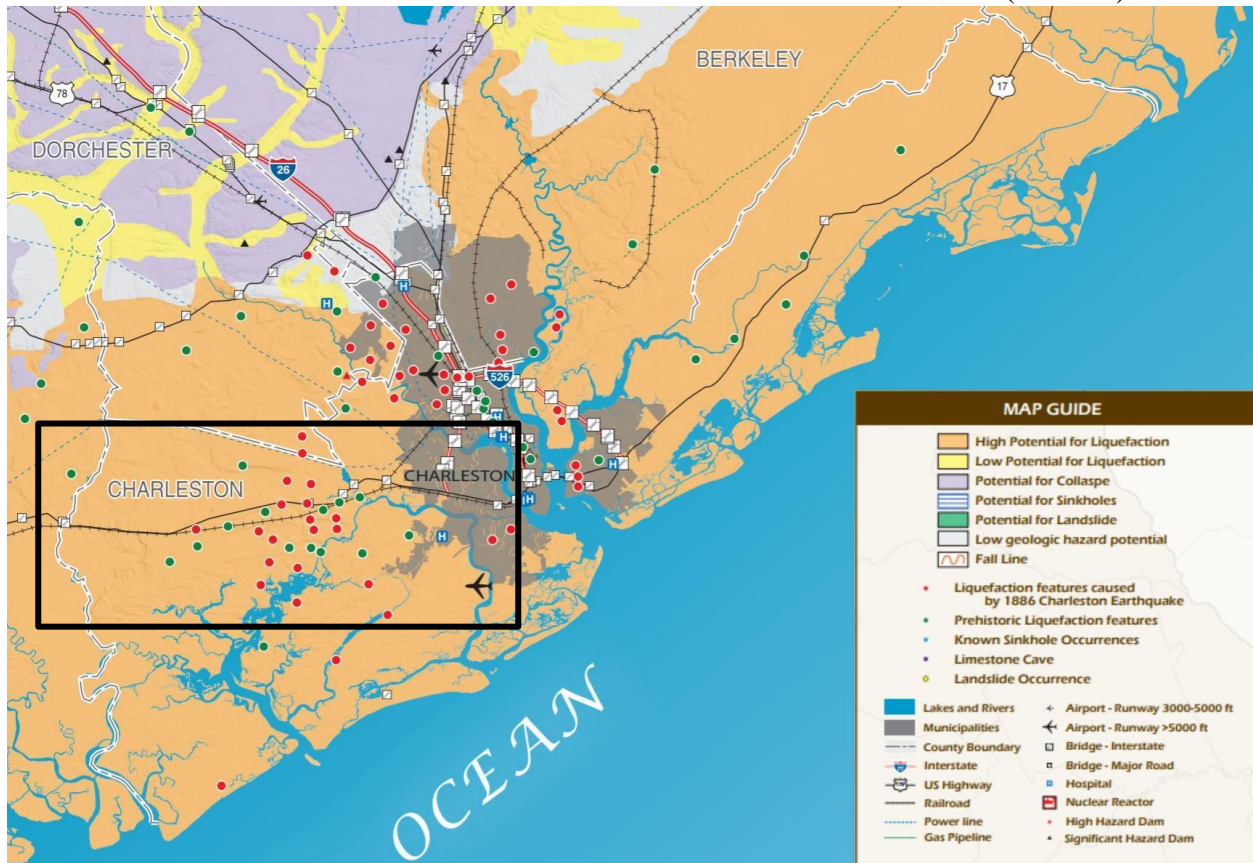 BERKELEY
78
17
DORCHESTER
26
526
CHARLESTON
CHARLESTON
OCEAN
H
H
H
H
H
H
H
MAP GUIDE
High Potential for Liquefaction
Low Potential for Liquefaction
Potential for Collaspe
Potential for Sinkholes
Potential for Landslide
Low geologic hazard potential
Fall Line
Liquefaction features caused
by 1886 Charleston Earthquake
Prehistoric Liquefaction features
Known Sinkhole Occurrences
Limestone Cave
Landslide Occurrence
Lakes and Rivers
Municipalities
County Boundary
Interstate
US Highway
Railroad
Power line
Gas Pipeline
Airport - Runway 3000-5000 ft
Airport - Runway >5000 ft
Bridge - Interstate
Bridge - Major Road
Hospital
Nuclear Reactor
High Hazard Dam
Significant Hazard Dam